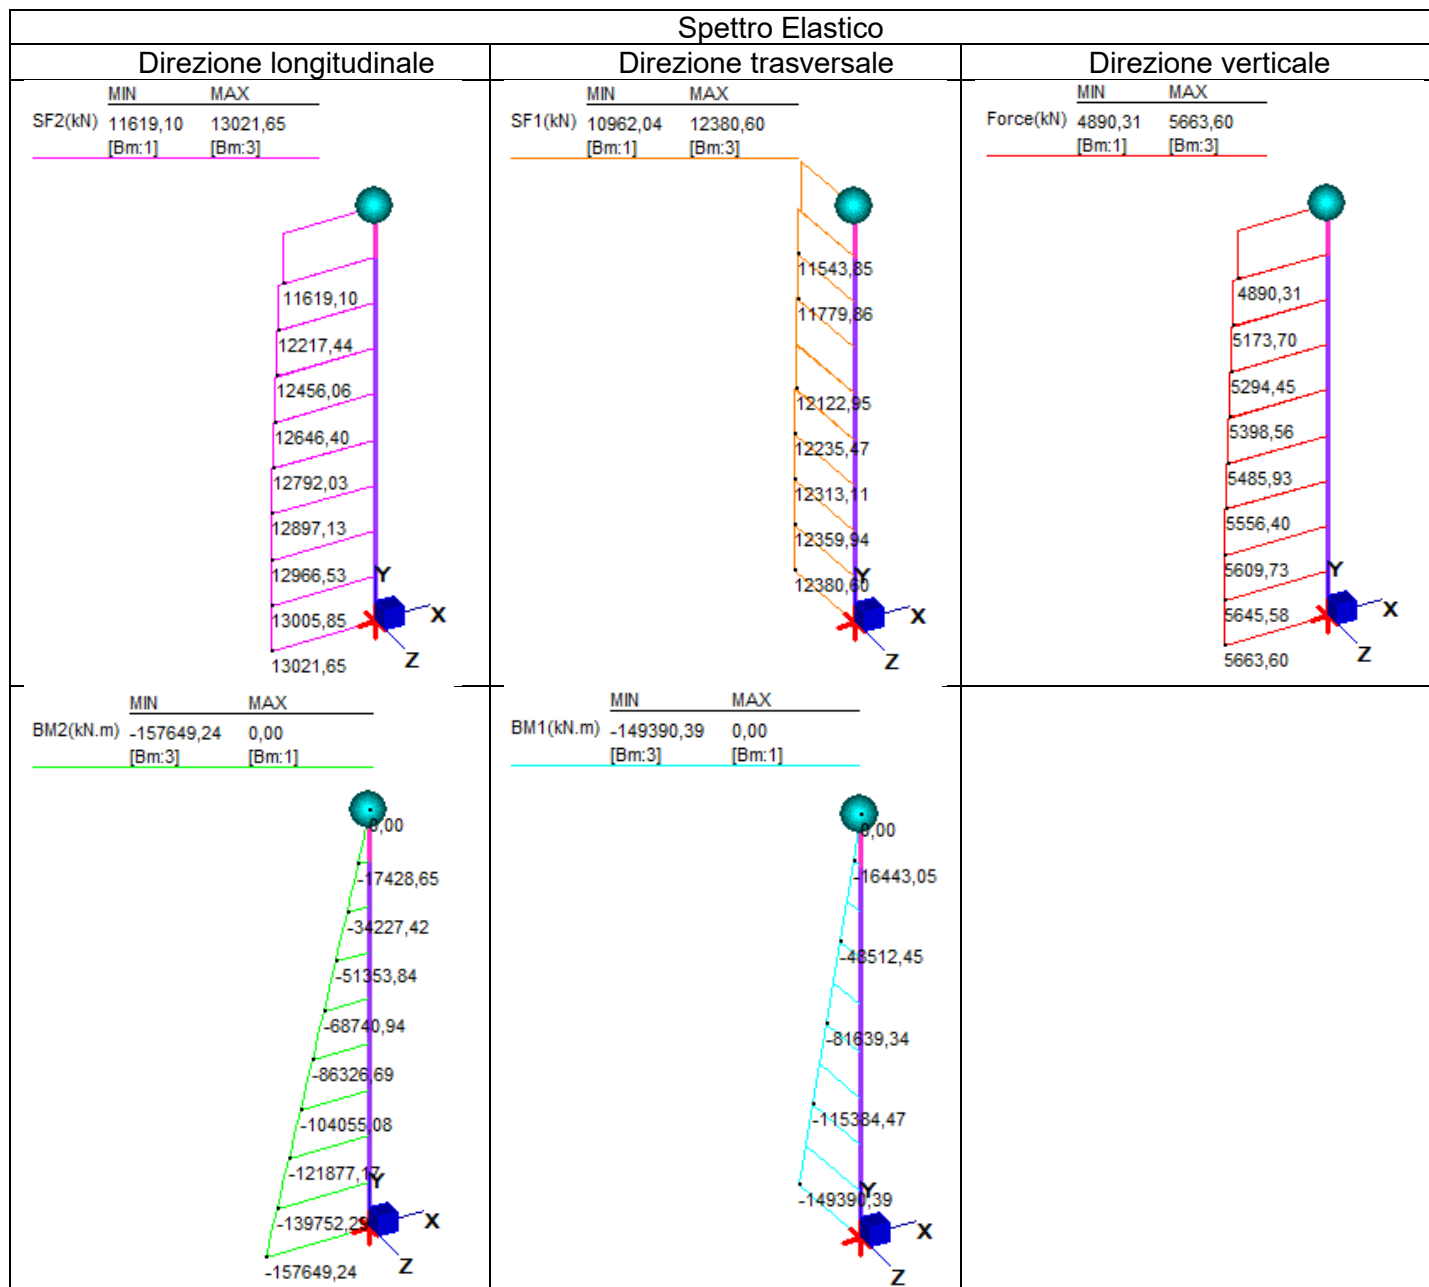 Spettro Elastico
Direzione longitudinale
Direzione trasversale
Direzione verticale
MIN MAX
SF2(kN) 11619,10 13021,65
[Bm:1] [Bm:3]
11619,10
12217,44
12456,06
12646,40
12792,03
12897,13
12966,53
Y
13005,85
X
Z
13021,65
MIN MAX
SF1(kN) 10962,04 12380,60
[Bm:1] [Bm:3]
11543,85
11779,86
12122,95
12235,47
12313,11
12359,94
Y
12380,60
X
Z
MIN MAX
Force(kN) 4890,31 5663,60
[Bm:1] [Bm:3]
4890,31
5173,70
5294,45
5398,56
5485,93
5556,40
5609,73
Y
X
5645,58
Z
5663,60
MIN MAX
BM2(kN.m) -157649,24 0,00
[Bm:3] [Bm:1]
0,00
-17428,65
-34227,42
-51353,84
-68740,94
-86326,69
-104055,08
-121877,17
Y
-139752,29
X
Z
-157649,24
MIN MAX
BM1(kN.m) -149390,39 0,00
[Bm:3] [Bm:1]
0,00
-16443,05
-48512,45
-81639,34
-115384,47
Y
-149390,39
X
Z